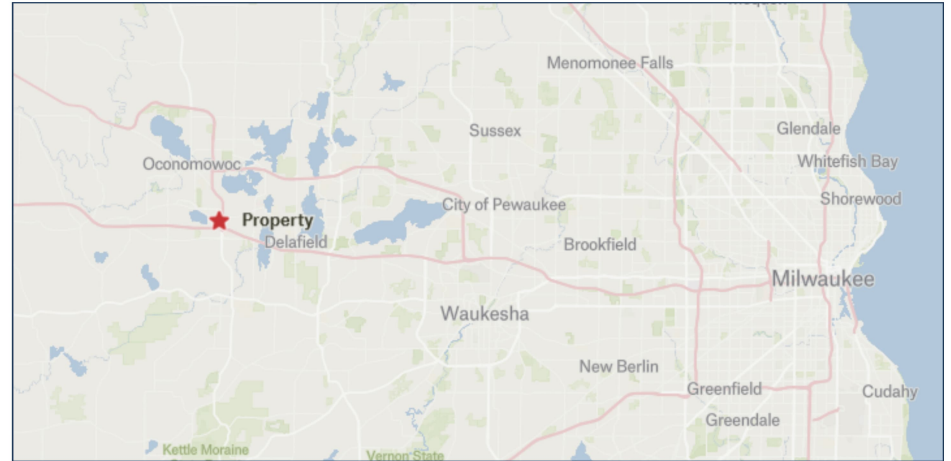 Menomonee Falls
Sussex
Glendale
Oconomowoc
Whitefish Bay
Shorewood
City of Pewaukee
Property
Delafield
Brookfield
Milwaukee
Waukesha
New Berlin
Greenfield
Cudahy
Greendale
Kettle Moraine
Vernon State